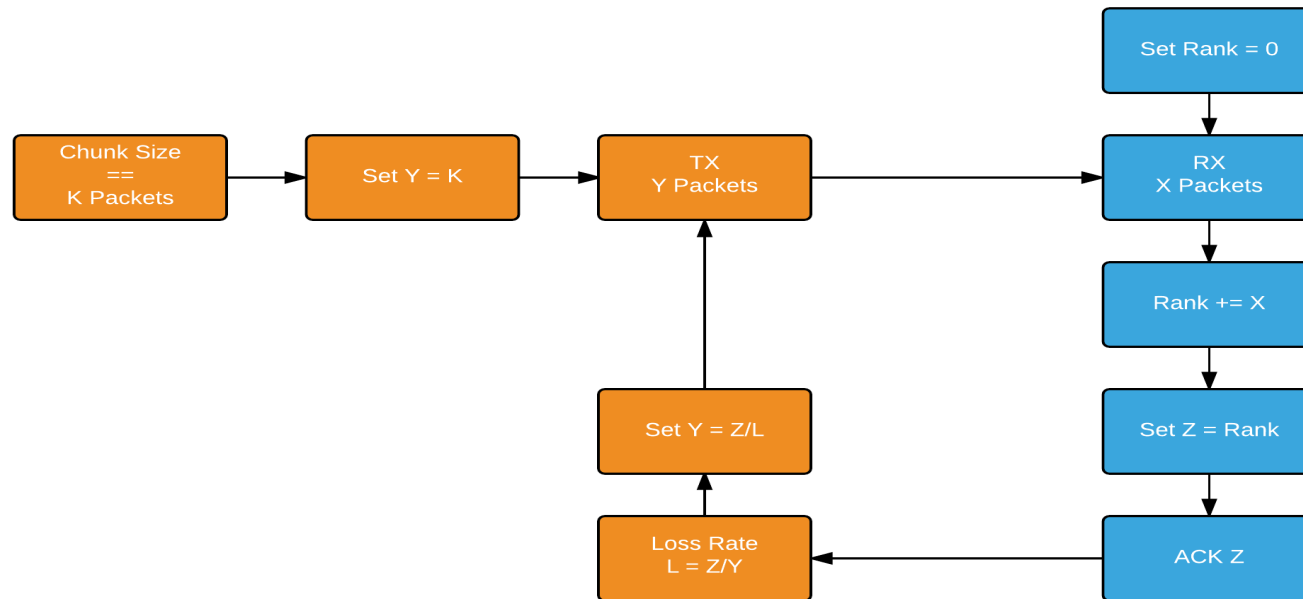 Set Rank = 0
Chunk Size
==
K Packets
Set Y = K
TX
Y Packets
RX
X Packets
Rank += X
Set Y = Z/L
Set Z = Rank
Loss Rate
L = Z/Y
ACK Z